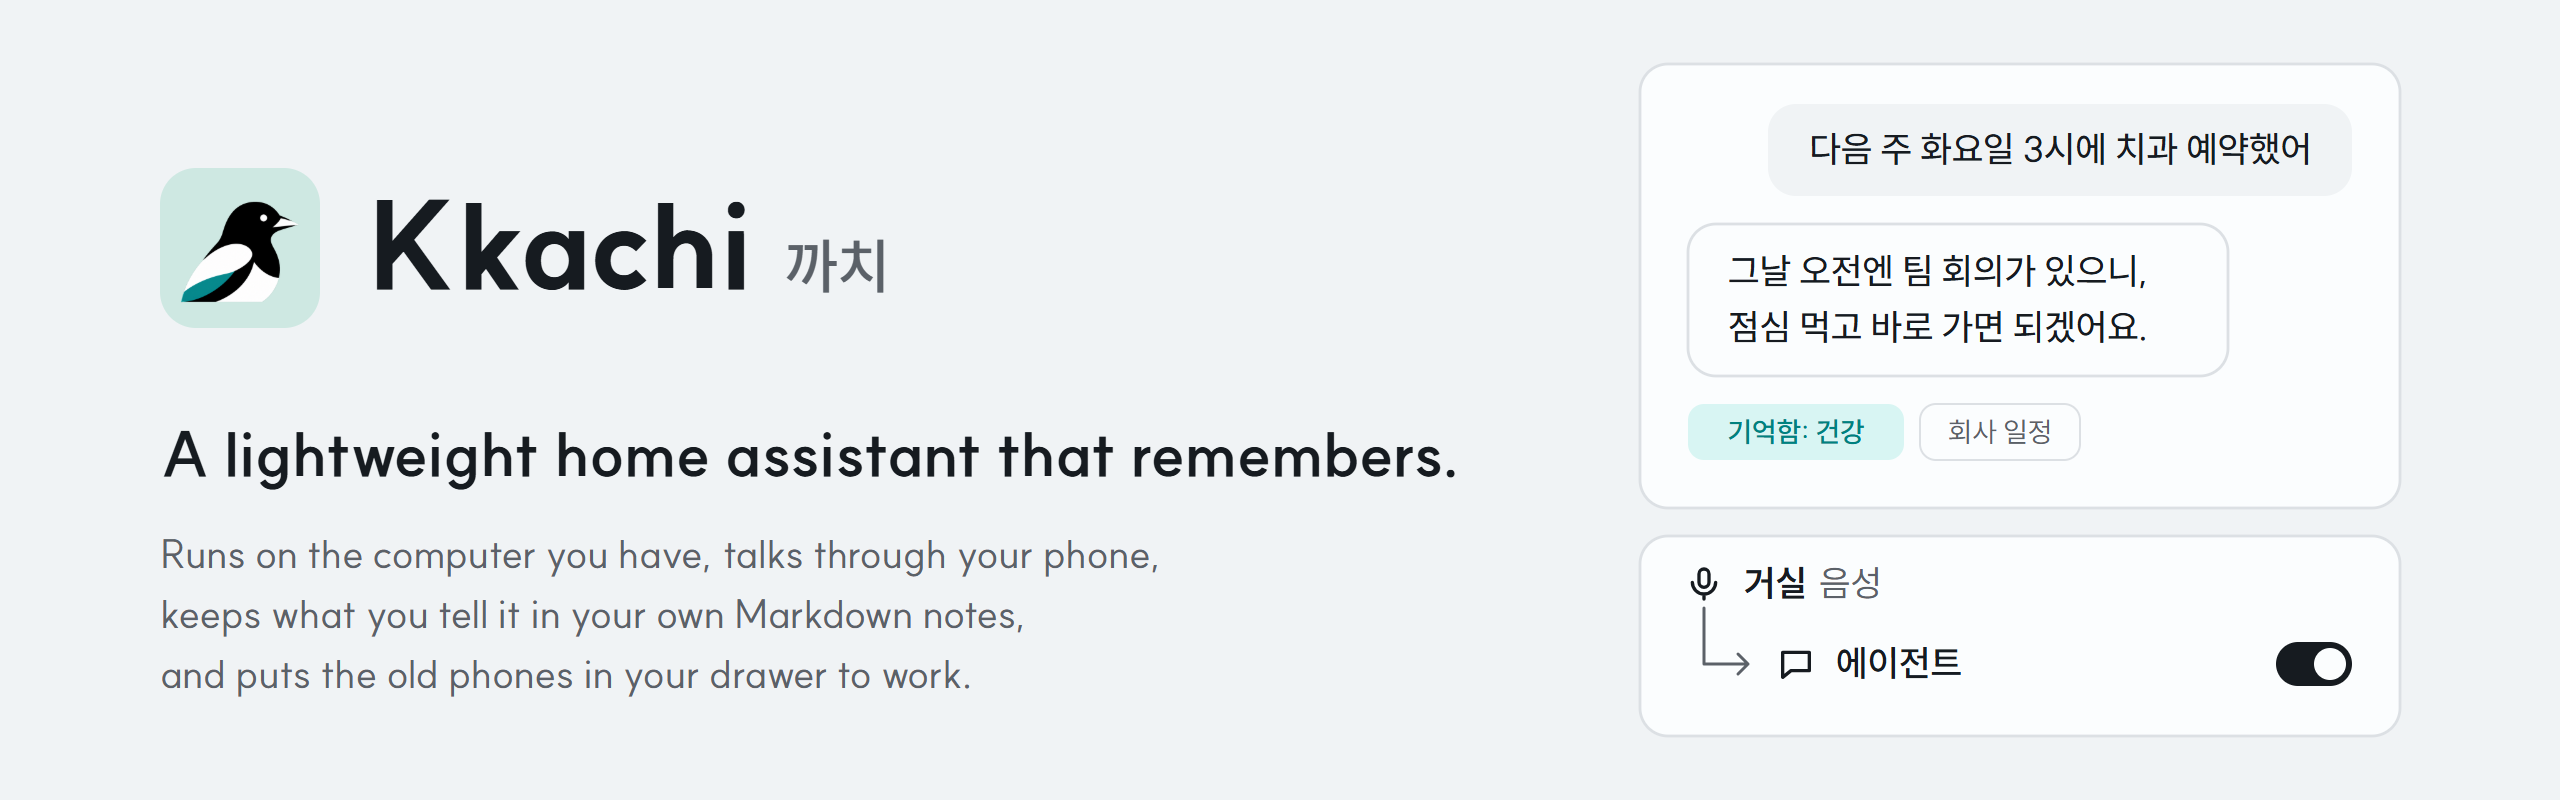 Kkachi 까치
A lightweight home assistant that remembers.
Runs on the computer you have, talks through your phone,
keeps what you tell it in your own Markdown notes,
and puts the old phones in your drawer to work.
다음 주 화요일 3시에 치과 예약했어
그날 오전엔 팀 회의가 있으니,
점심 먹고 바로 가면 되겠어요.
기억함: 건강
회사 일정
거실 음성
에이전트